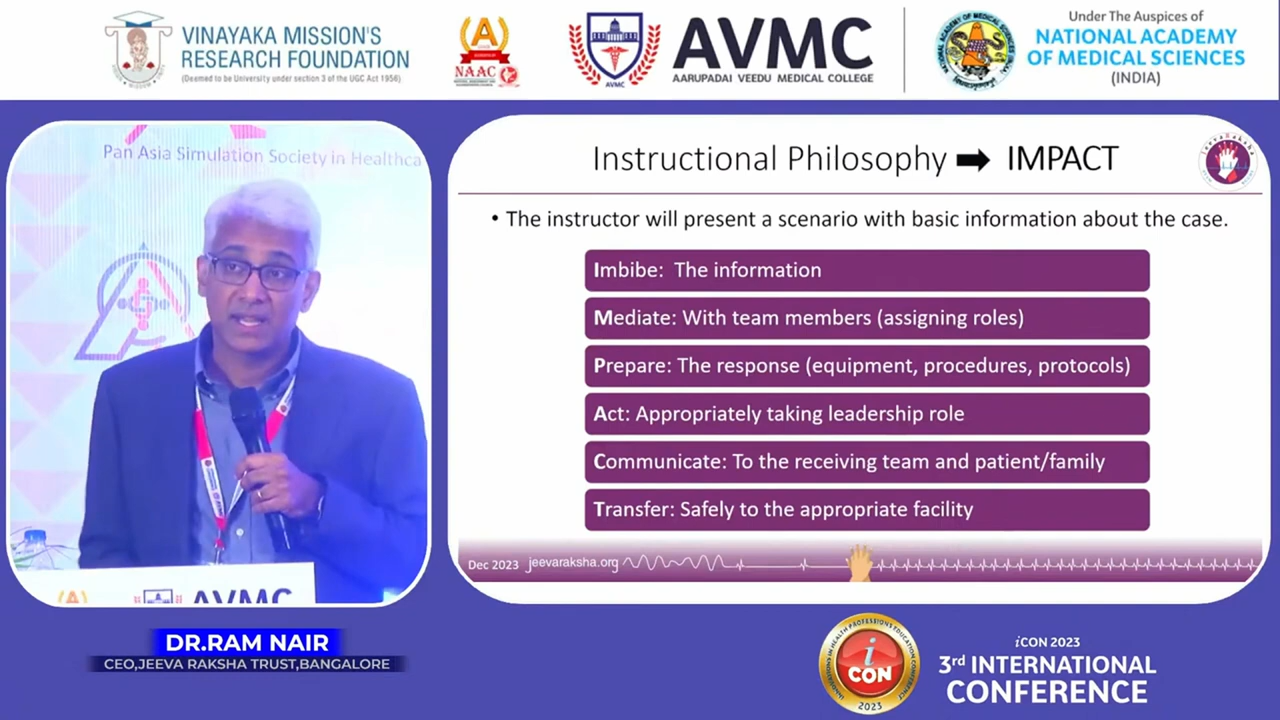 VINAYAKA MISSION'S
RESEARCH FOUNDATION
(Deemed to be University under section 3 of the UGC Act 1956)
A
NAAC
AVMC
AVMC
AARUPADAI VEEDU MEDICAL COLLEGE
Under The Auspices of
NATIONAL ACADEMY
OF MEDICAL SCIENCES
(INDIA)
Pan Asia Simulation Society in Healthca
Instructional Philosophy ➡ IMPACT
• The instructor will present a scenario with basic information about the case.
Imbibe: The information
Mediate: With team members (assigning roles)
Prepare: The response (equipment, procedures, protocols)
Act: Appropriately taking leadership role
Communicate: To the receiving team and patient/family
Transfer: Safely to the appropriate facility
Dec 2023 jeevaraksha.org
AVMC
DR.RAM NAIR
CEO,JEEVA RAKSHA TRUST,BANGALORE
i
CON
2023
iCON 2023
3rd INTERNATIONAL
CONFERENCE